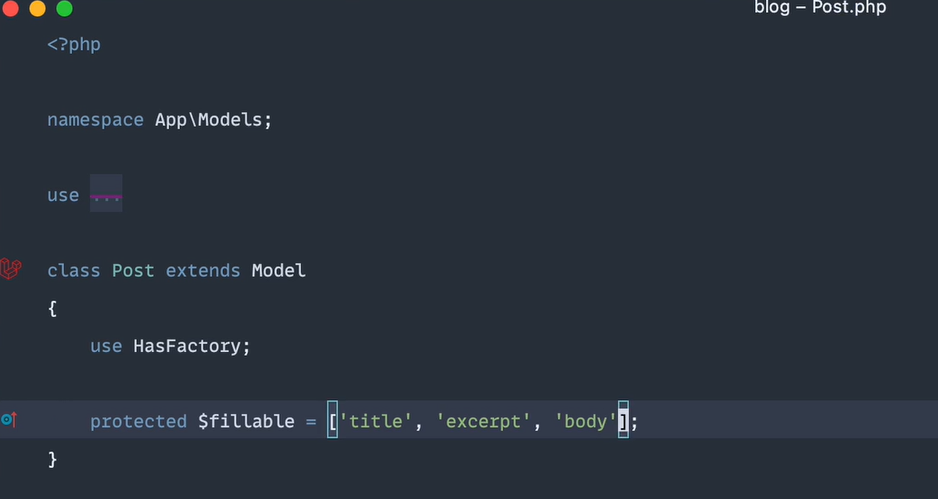 blog – Post.php
<?php
namespace App\Models;
use ...
class Post extends Model
{
    use HasFactory;
    protected $fillable = ['title', 'excerpt', 'body'];
}